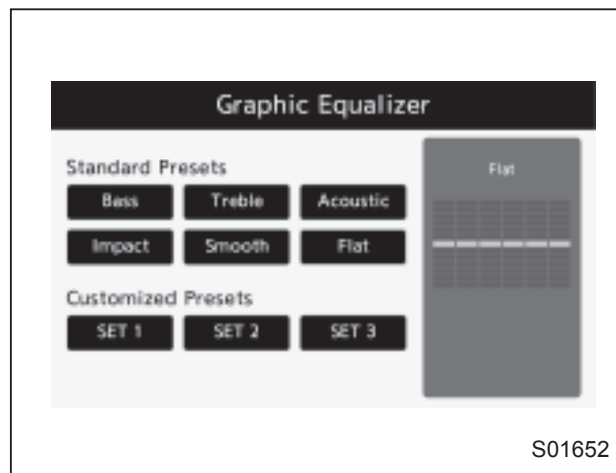 Graphic Equalizer
Standard Presets
Flat
Bass Treble Acoustic
Impact Smooth Flat
Customized Presets
SET 1 SET 2 SET 3
S01652